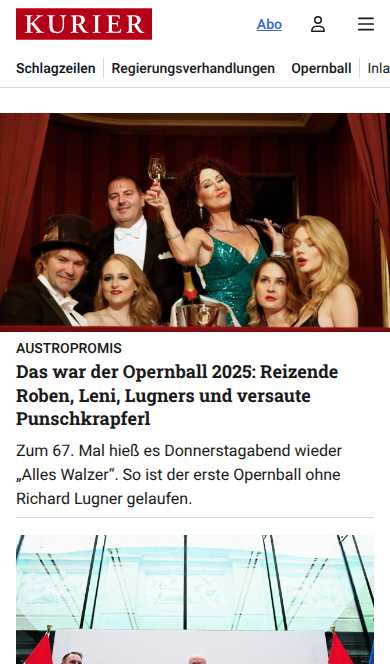 KURIER
Abo
Schlagzeilen
Regierungsverhandlungen
Opernball
Inla
AUSTROPROMIS
Das war der Opernball 2025: Reizende
Roben, Leni, Lugners und versaute
Punschkrapferl
Zum 67. Mal hieß es Donnerstagabend wieder
„Alles Walzer“. So ist der erste Opernball ohne
Richard Lugner gelaufen.